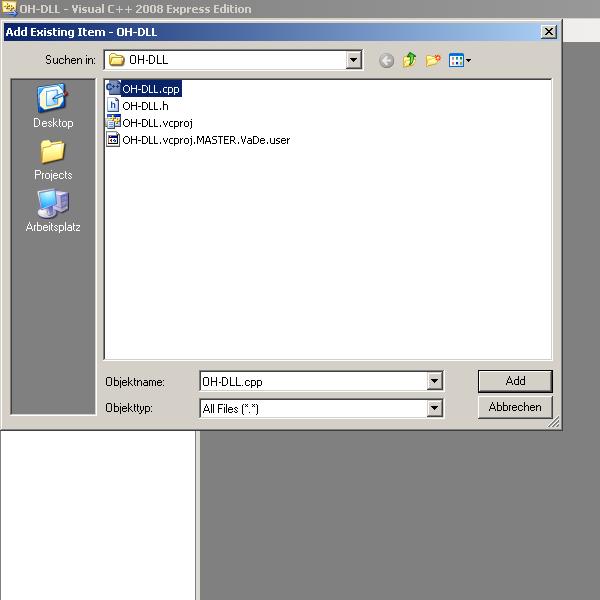 OH-DLL - Visual C++ 2008 Express Edition
Add Existing Item - OH-DLL
Suchen in: OH-DLL
OH-DLL.cpp
OH-DLL.h
OH-DLL.vcproj
OH-DLL.vcproj.MASTER.VaDe.user
Desktop
Projects
Arbeitsplatz
Objektname: OH-DLL.cpp
Add
Objekttyp: All Files (*.*)
Abbrechen